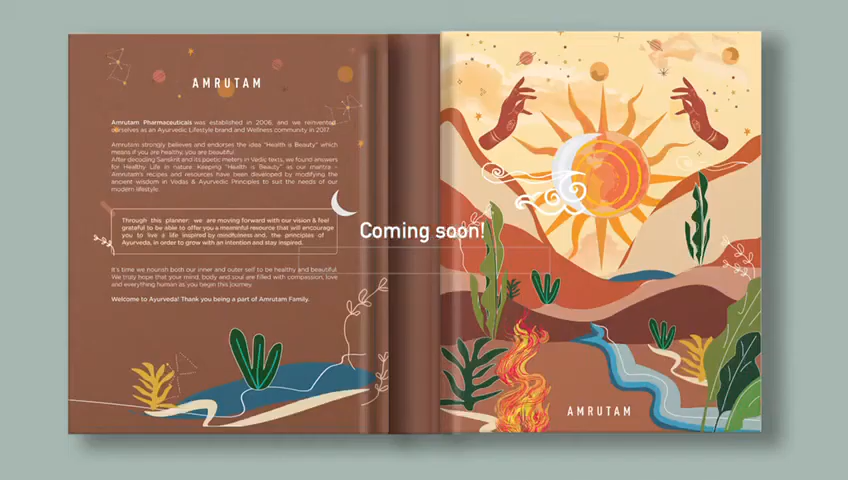 AMRUTAM
Amrutam Pharmaceuticals was established in 2006, and we reinvented
ourselves as an Ayurvedic Lifestyle brand and Wellness community in 2017.
Amrutam strongly believes and endorses the idea "Health is Beauty" which
means if you are healthy, you are beautiful.
After decoding Sanskrit and its poetic meters in Vedic texts, we found answers
for Healthy Life in nature. Keeping "Health is Beauty" as our mantra -
Amrutam's recipes and resources have been developed by modifying the
ancient wisdom in Vedas & Ayurvedic Principles to suit the needs of our
modern lifestyle.
Through this planner, we are moving forward with our vision & feel
grateful to be able to offer you a meaninful resource that will encourage
you to live a life inspired by mindfulness and, the principles of
Ayurveda, in order to grow with an intention and stay inspired.
It's time we nourish both our inner and outer self to be healthy and beautiful.
We truly hope that your mind, body and soul are filled with compassion, love
and everything human as you begin this journey.
Welcome to Ayurveda! Thank you being a part of Amrutam Family.
Coming soon!
AMRUTAM